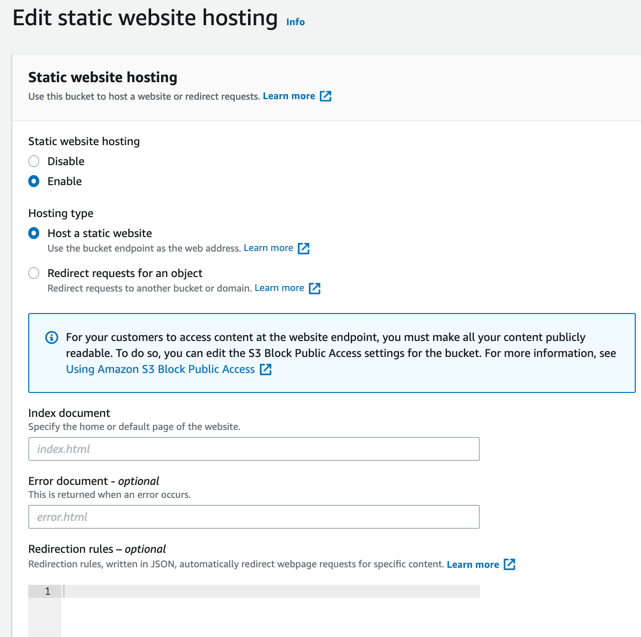 Edit static website hosting Info
Static website hosting
Use this bucket to host a website or redirect requests. Learn more
Static website hosting
Disable
Enable
Hosting type
Host a static website
Use the bucket endpoint as the web address. Learn more
Redirect requests for an object
Redirect requests to another bucket or domain. Learn more
For your customers to access content at the website endpoint, you must make all your content publicly
readable. To do so, you can edit the S3 Block Public Access settings for the bucket. For more information, see
Using Amazon S3 Block Public Access
Index document
Specify the home or default page of the website.
index.html
Error document - optional
This is returned when an error occurs.
error.html
Redirection rules – optional
Redirection rules, written in JSON, automatically redirect webpage requests for specific content. Learn more
1